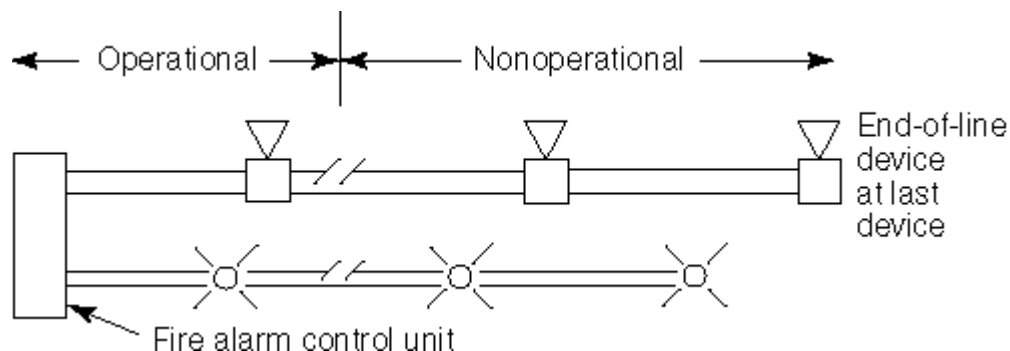 Operational
Nonoperational
End-of-line
device
at last
device
Fire alarm control unit